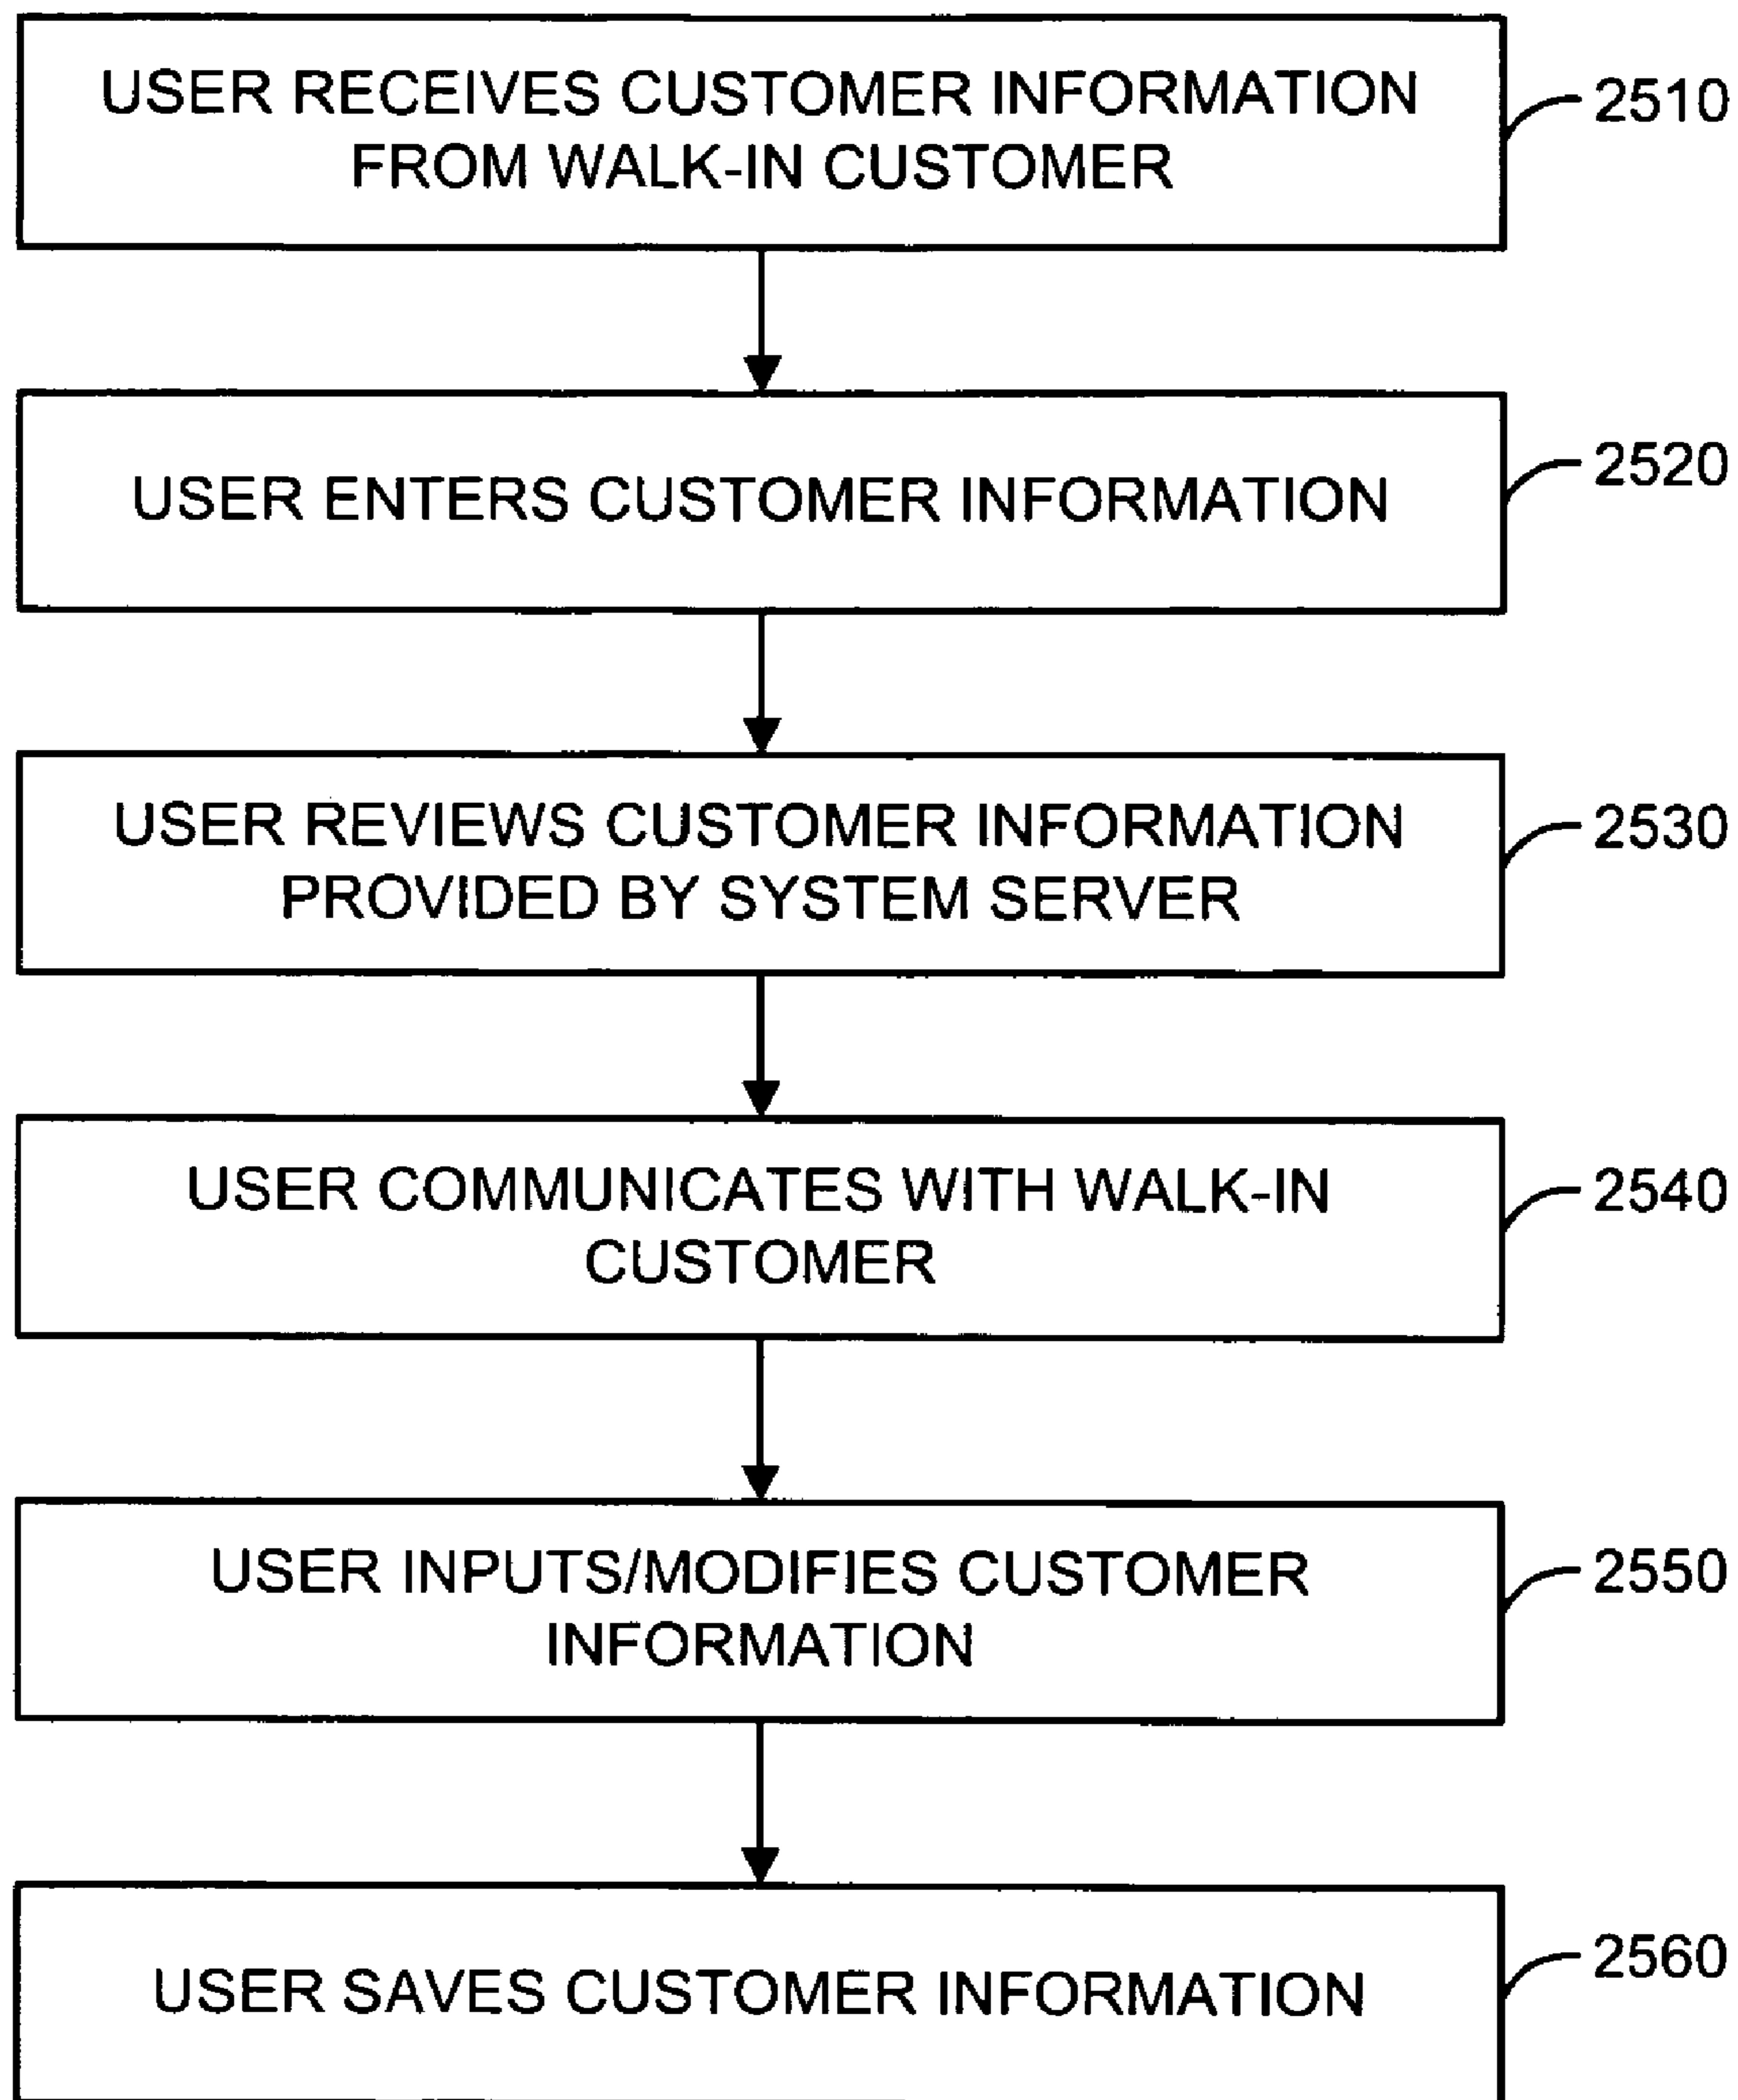 USER RECEIVES CUSTOMER INFORMATION
FROM WALK-IN CUSTOMER
2510
USER ENTERS CUSTOMER INFORMATION
2520
USER REVIEWS CUSTOMER INFORMATION
PROVIDED BY SYSTEM SERVER
2530
USER COMMUNICATES WITH WALK-IN
CUSTOMER
2540
USER INPUTS/MODIFIES CUSTOMER
INFORMATION
2550
USER SAVES CUSTOMER INFORMATION
2560